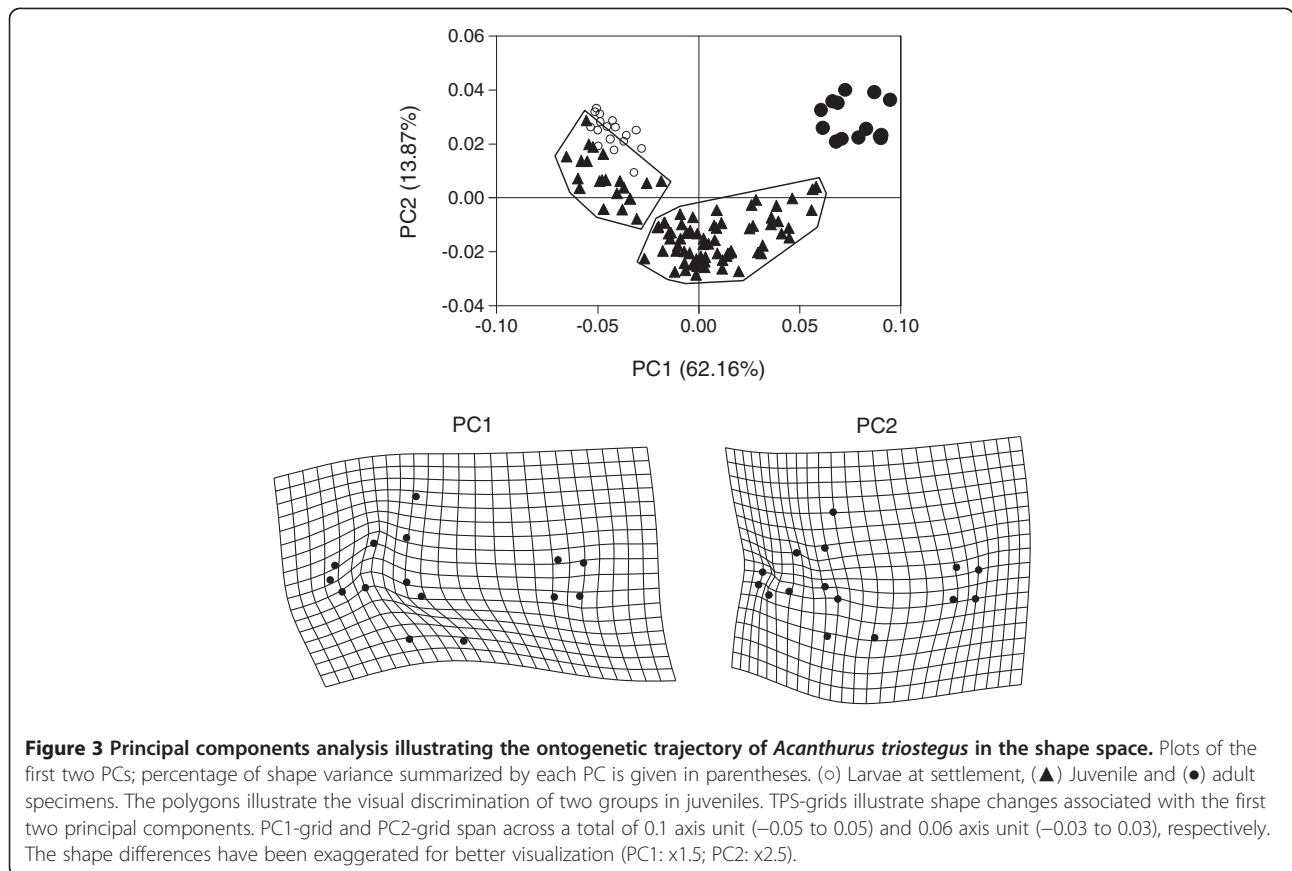 0.06
0.04
0.02
0.00
-0.02
-0.04
PC2 (13.87%)
-0.10 -0.05 0.00 0.05 0.10
PC1 (62.16%)
PC1 PC2
Figure 3 Principal components analysis illustrating the ontogenetic trajectory of Acanthurus triostegus in the shape space. Plots of the
first two PCs; percentage of shape variance summarized by each PC is given in parentheses. (○) Larvae at settlement, (▲) Juvenile and (●) adult
specimens. The polygons illustrate the visual discrimination of two groups in juveniles. TPS-grids illustrate shape changes associated with the first
two principal components. PC1-grid and PC2-grid span across a total of 0.1 axis unit (−0.05 to 0.05) and 0.06 axis unit (−0.03 to 0.03), respectively.
The shape differences have been exaggerated for better visualization (PC1: x1.5; PC2: x2.5).